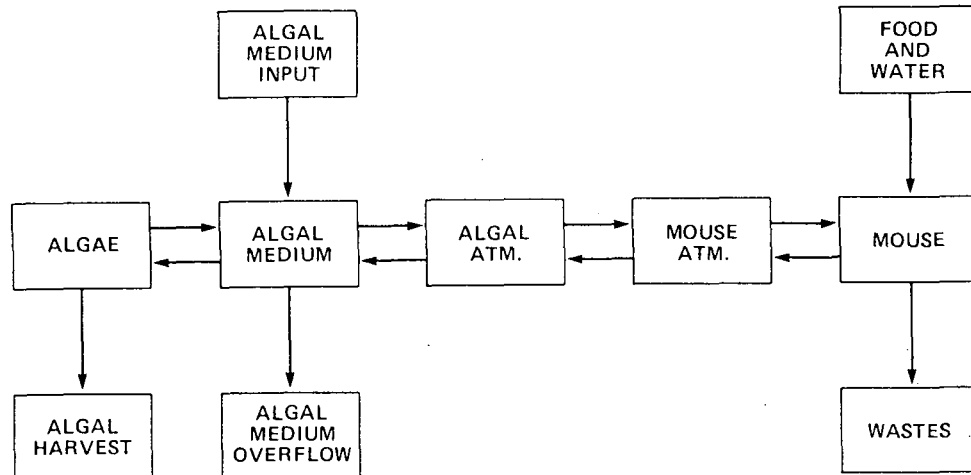 ALGAL
MEDIUM
INPUT
FOOD
AND
WATER
ALGAE
ALGAL
MEDIUM
ALGAL
ATM.
MOUSE
ATM.
MOUSE
ALGAL
HARVEST
ALGAL
MEDIUM
OVERFLOW
WASTES